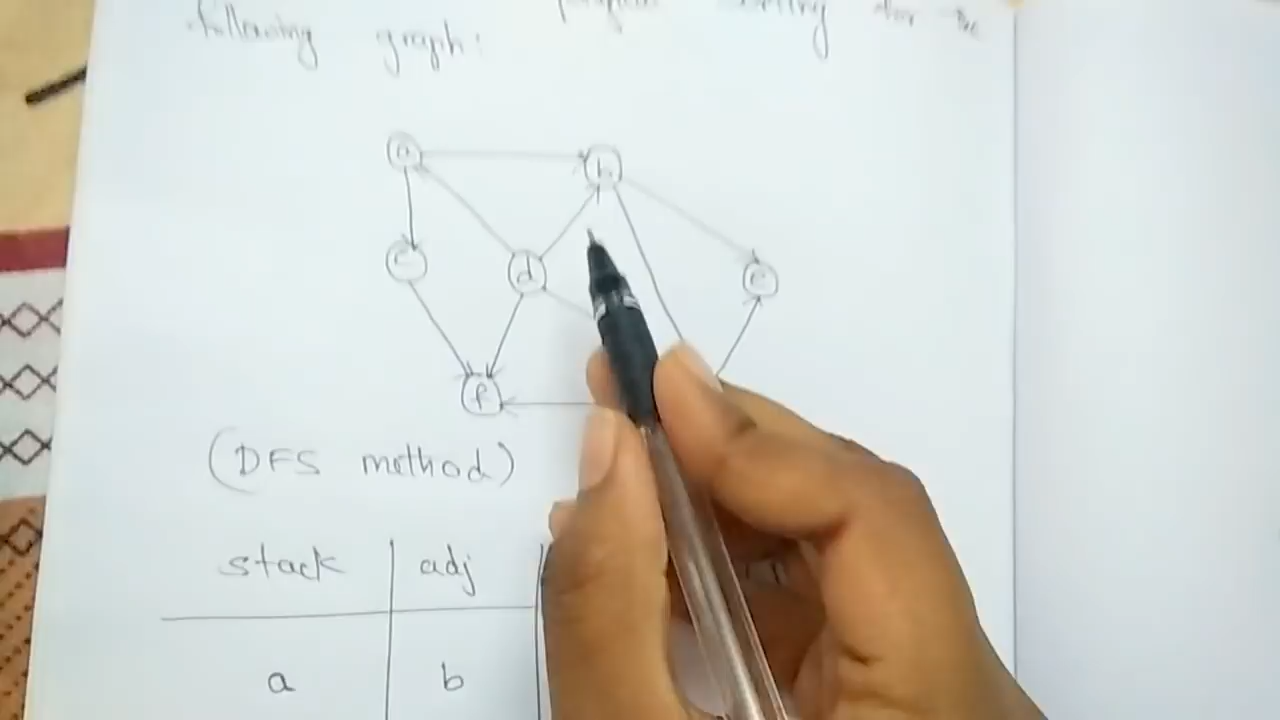 following graph:
a b
c d e
f
(DFS method)
stack adj
a b